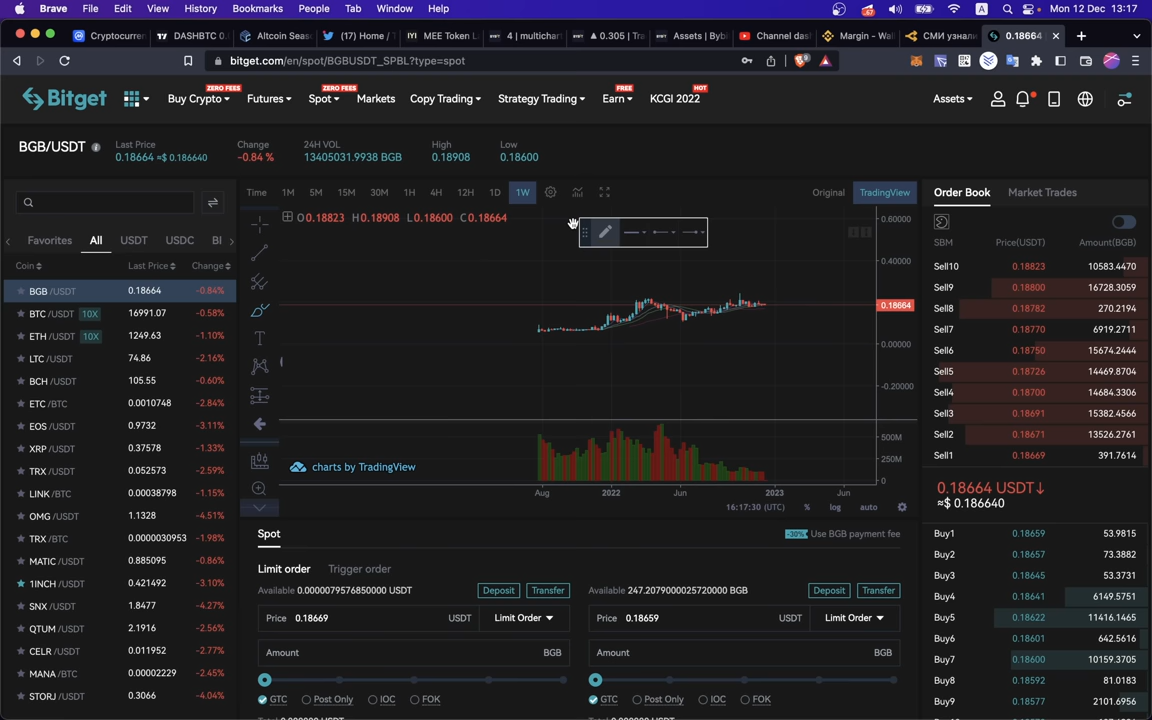 Brave File Edit View History Bookmarks People Tab Window Help A Mon 12 Dec 13:17
Cryptocurren DASHBTC 0. Altcoin Seas (17) Home / MEE Token L 4 | multichart 0.305 | Tra Assets | Byb Channel das Margin – Wal СМИ узнали 0.18664
bitget.com/en/spot/BGBUSDT_SPBL?type=spot
ZERO FEES ZERO FEES FREE HOT
Bitget Buy Crypto Futures Spot Markets Copy Trading Strategy Trading Earn KCGI 2022 Assets
BGB/USDT
Last Price Change 24H VOL High Low
0.18664 ≈$ 0.186640 -0.84 % 13405031.9938 BGB 0.18908 0.18600
Time 1M 5M 15M 30M 1H 4H 12H 1D 1W Original TradingView
O0.18823 H0.18908 L0.18600 C0.18664
Favorites All USDT USDC BI
Coin Last Price Change
BGB /USDT 0.18664 -0.84%
BTC /USDT 10X 16991.07 -0.58%
ETH /USDT 10X 1249.63 -1.10%
LTC /USDT 74.86 -2.16%
BCH /USDT 105.55 -0.60%
ETC /BTC 0.0010748 -2.84%
EOS /USDT 0.9732 -3.11%
XRP /USDT 0.37578 -1.33%
TRX /USDT 0.052573 -2.59%
LINK /BTC 0.00038798 -1.15%
OMG /USDT 1.1328 -4.51%
TRX /BTC 0.0000030953 -1.98%
MATIC /USDT 0.885095 -0.86%
1INCH /USDT 0.421492 -3.10%
SNX /USDT 1.8477 -4.27%
QTUM /USDT 2.1916 -2.56%
CELR /USDT 0.011952 -2.77%
MANA /BTC 0.00002229 -2.45%
STORJ /USDT 0.3066 -4.04%
0.60000
0.40000
0.18664
0.00000
-0.20000
500M
250M
0
charts by TradingView
Aug 2022 Jun 2023 Jun
16:17:30 (UTC) % log auto
Spot -30% Use BGB payment fee
Limit order Trigger order
Available 0.0000079576850000 USDT Deposit Transfer
Price 0.18669 USDT Limit Order
Amount BGB
GTC Post Only IOC FOK
Available 247.2079000025720000 BGB Deposit Transfer
Price 0.18659 USDT Limit Order
Amount BGB
GTC Post Only IOC FOK
Order Book Market Trades
SBM Price(USDT) Amount(BGB)
Sell10 0.18823 10583.4470
Sell9 0.18800 16728.3059
Sell8 0.18782 270.2194
Sell7 0.18770 6919.2711
Sell6 0.18750 15674.2444
Sell5 0.18726 14469.8704
Sell4 0.18700 14684.3306
Sell3 0.18691 15382.4566
Sell2 0.18671 13526.2761
Sell1 0.18669 391.7614
0.18664 USDT↓
≈$ 0.186640
Buy1 0.18659 53.9815
Buy2 0.18657 73.3882
Buy3 0.18645 53.3731
Buy4 0.18641 6149.5751
Buy5 0.18622 11416.1465
Buy6 0.18601 642.5616
Buy7 0.18600 10159.3705
Buy8 0.18592 81.0183
Buy9 0.18577 2101.6956